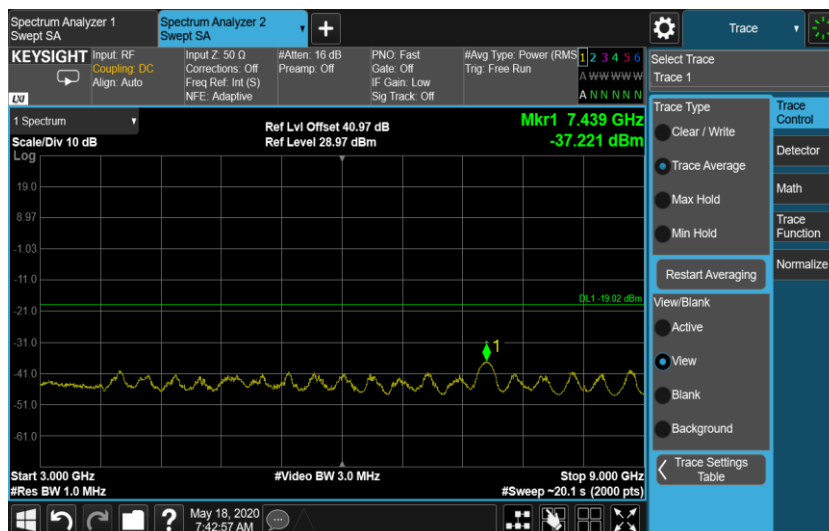 Spectrum Analyzer 1
Swept SA
Spectrum Analyzer 2
Swept SA
Trace
KEYSIGHT
LXI
Input: RF
Coupling: DC
Align: Auto
Input Z: 50 Ω
Corrections: Off
Freq Ref: Int (S)
NFE: Adaptive
#Atten: 16 dB
Preamp: Off
PNO: Fast
Gate: Off
IF Gain: Low
Sig Track: Off
#Avg Type: Power (RMS
Trig: Free Run
1 2 3 4 5 6
A W W W W W
A N N N N N
Select Trace
Trace 1
1 Spectrum
Scale/Div 10 dB
Log
Ref Lvl Offset 40.97 dB
Ref Level 28.97 dBm
Mkr1 7.439 GHz
-37.221 dBm
19.0
8.97
-1.03
-11.0
-21.0
-31.0
-41.0
-51.0
-61.0
DL1 -19.02 dBm
1
Start 3.000 GHz
#Res BW 1.0 MHz
#Video BW 3.0 MHz
Stop 9.000 GHz
#Sweep ~20.1 s (2000 pts)
Trace Type
Clear / Write
Trace Average
Max Hold
Min Hold
Restart Averaging
View/Blank
Active
View
Blank
Background
Trace Settings
Table
Trace
Control
Detector
Math
Trace
Function
Normalize
?
May 18, 2020
7:42:57 AM